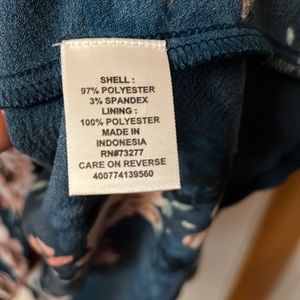 SHELL :
97% POLYESTER
3% SPANDEX
LINING :
100% POLYESTER
MADE IN
INDONESIA
RN#73277
CARE ON REVERSE
400774139560